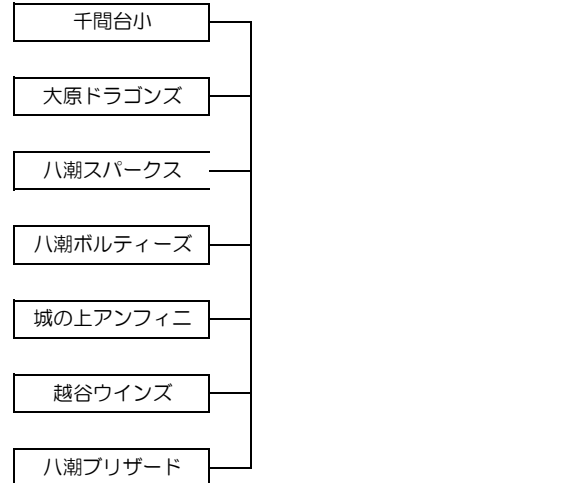 千間台小
大原ドラゴンズ
八潮スパークス
八潮ボルティーズ
城の上アンフィニ
越谷ウインズ
八潮ブリザード